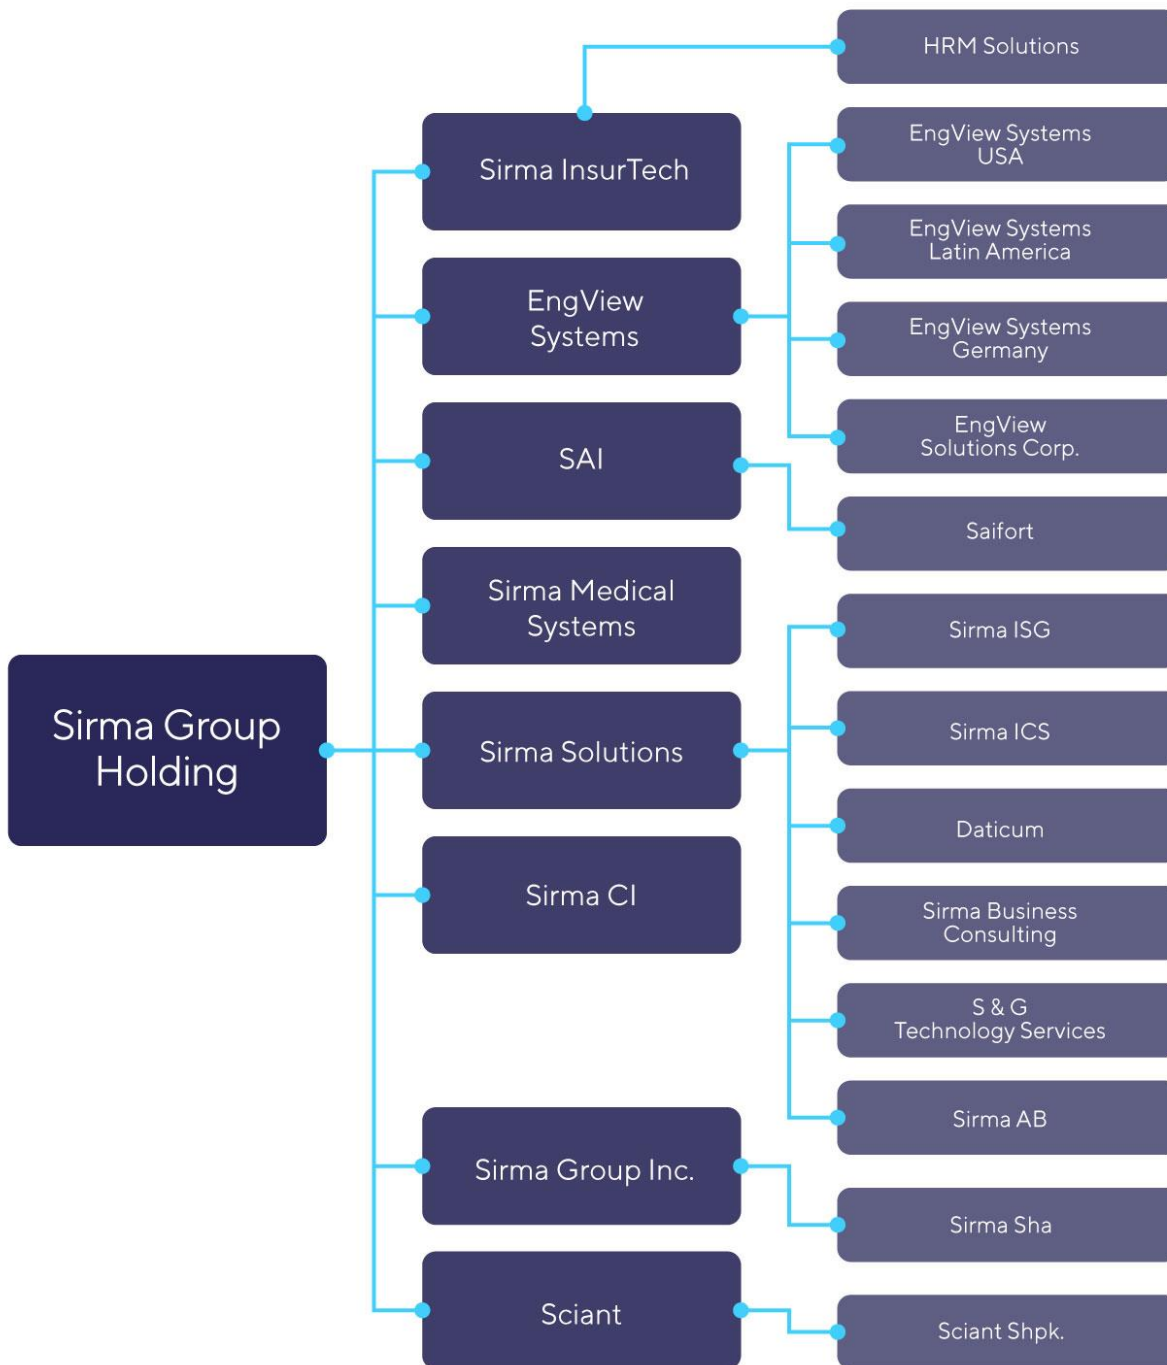 Sirma Group
Holding
Sirma InsurTech
EngView
Systems
SAI
Sirma Medical
Systems
Sirma Solutions
Sirma CI
Sirma Group Inc.
Sciant
HRM Solutions
EngView Systems
USA
EngView Systems
Latin America
EngView Systems
Germany
EngView
Solutions Corp.
Saifort
Sirma ISG
Sirma ICS
Daticum
Sirma Business
Consulting
S & G
Technology Services
Sirma AB
Sirma Sha
Sciant Shpk.